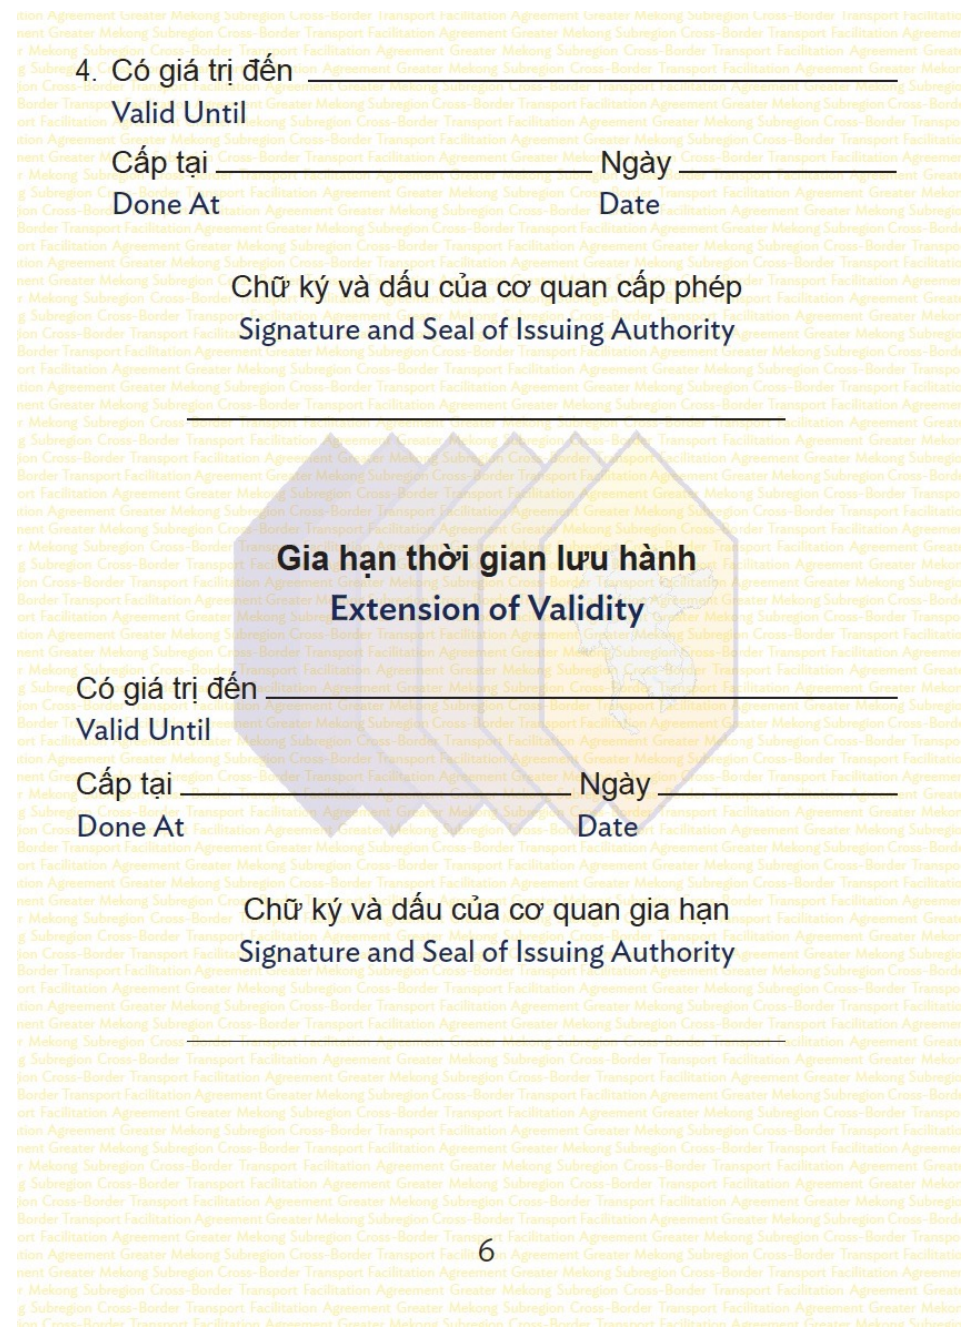 4. Có giá trị đến
Valid Until
Cấp tại Ngày
Done At Date
Chữ ký và dấu của cơ quan cấp phép
Signature and Seal of Issuing Authority
Gia hạn thời gian lưu hành
Extension of Validity
Có giá trị đến
Valid Until
Cấp tại Ngày
Done At Date
Chữ ký và dấu của cơ quan gia hạn
Signature and Seal of Issuing Authority
6